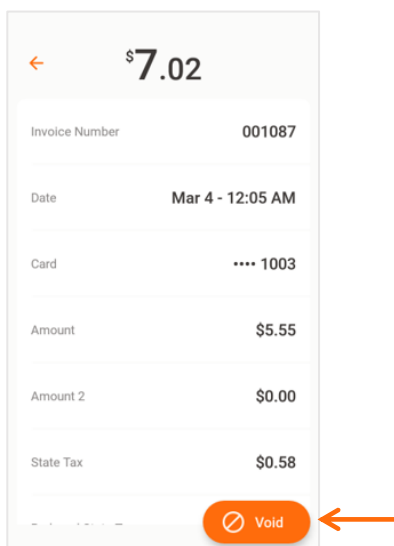 $7.02
Invoice Number 001087
Date Mar 4 - 12:05 AM
Card •••• 1003
Amount $5.55
Amount 2 $0.00
State Tax $0.58
Void